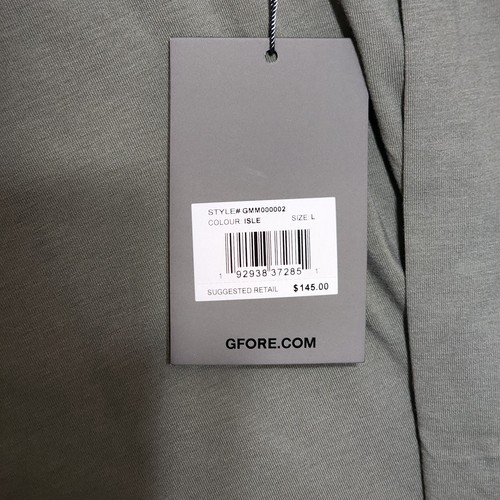 STYLE# GMM000002
COLOUR ISLE SIZE L
1 92938 37285 1
SUGGESTED RETAIL $145.00
GFORE.COM